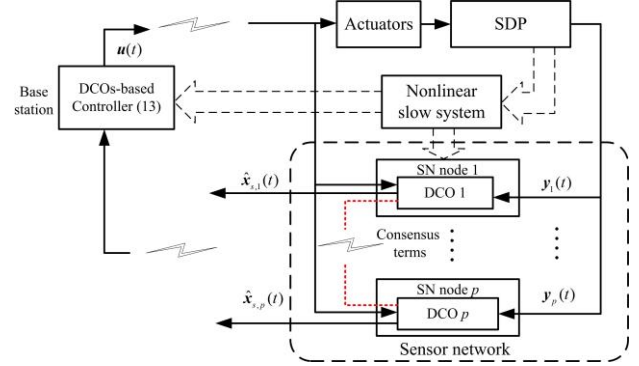 Actuators
SDP
u(t)
Base
station
DCOs-based
Controller (13)
Nonlinear
slow system
SN node 1
DCO 1
x̂s,1(t)
y1(t)
Consensus
terms
SN node p
DCO p
x̂s,p(t)
yp(t)
Sensor network